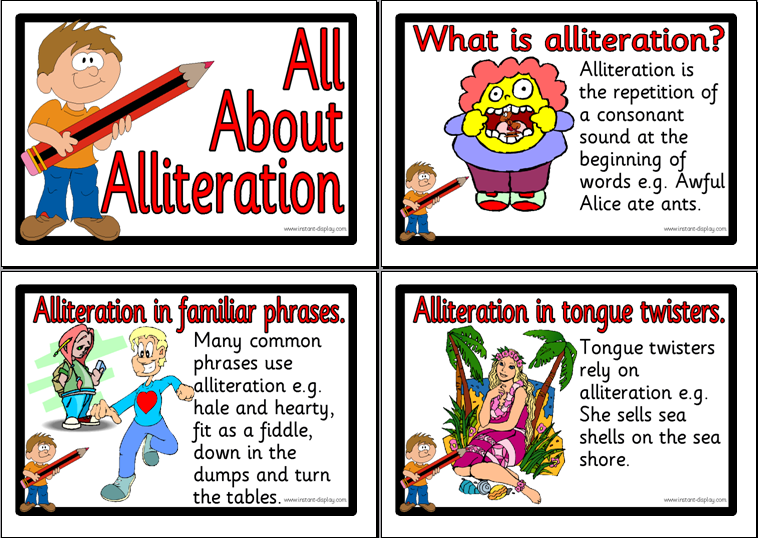 All
About
Alliteration
www.instant-display.com
What is alliteration?
Alliteration is
the repetition of
a consonant
sound at the
beginning of
words e.g. Awful
Alice ate ants.
www.instant-display.com
Alliteration in familiar phrases.
Many common
phrases use
alliteration e.g.
hale and hearty,
fit as a fiddle,
down in the
dumps and turn
the tables.
www.instant-display.com
Alliteration in tongue twisters.
Tongue twisters
rely on
alliteration e.g.
She sells sea
shells on the sea
shore.
www.instant-display.com